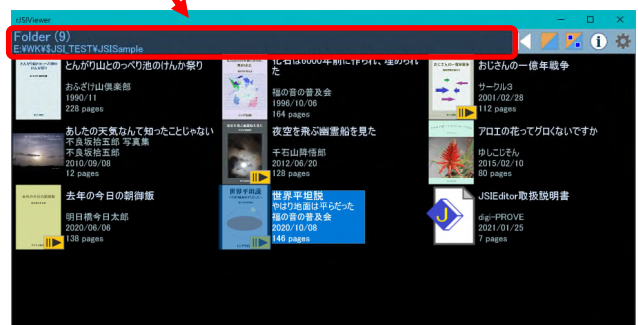 rJSIViewer
Folder (9)
E:¥WK¥$JSI_TEST¥JSISample
とんがり山とのっぺり池のけんか祭り
おふざけ山倶楽部
1990/11
228 pages
化石は6000年前に作られ、埋められた
福の音の普及会
1996/10/06
164 pages
おじさんの一億年戦争
サークル3
2001/02/28
112 pages
あしたの天気なんて知ったことじゃない
不良坂拾五郎 写真集
不良坂拾五郎
2010/09/08
12 pages
夜空を飛ぶ幽霊船を見た
千石山降悟郎
2012/06/20
128 pages
アロエの花ってグロくないですか
ゆしこじそん
2015/02/10
80 pages
去年の今日の朝御飯
明日橋今日太郎
2020/06/06
138 pages
世界平坦説
世界平坦説
やはり地面は平らだった
福の音の普及会
2020/10/08
146 pages
J
JSIEditor取扱説明書
digi-PROVE
2021/01/25
7 pages